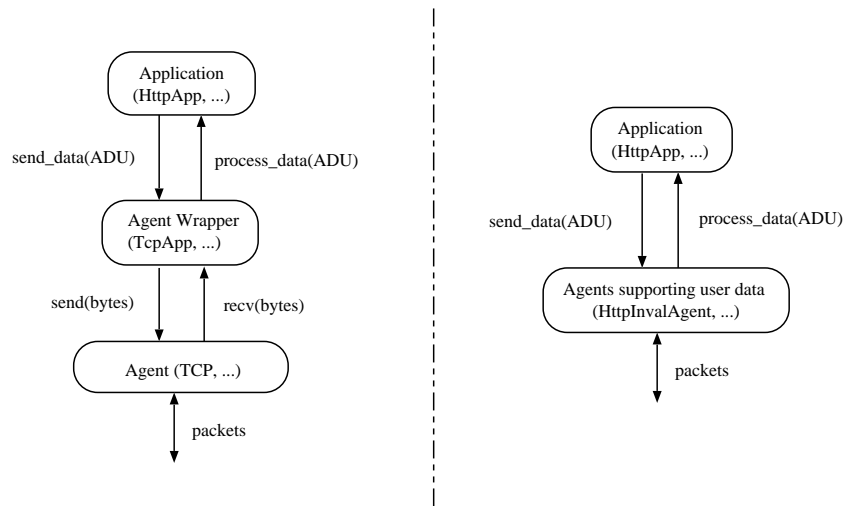 Application
(HttpApp, ...)
send_data(ADU)
process_data(ADU)
Agent Wrapper
(TcpApp, ...)
send(bytes)
recv(bytes)
Agent (TCP, ...)
packets
Application
(HttpApp, ...)
send_data(ADU)
process_data(ADU)
Agents supporting user data
(HttpInvalAgent, ...)
packets